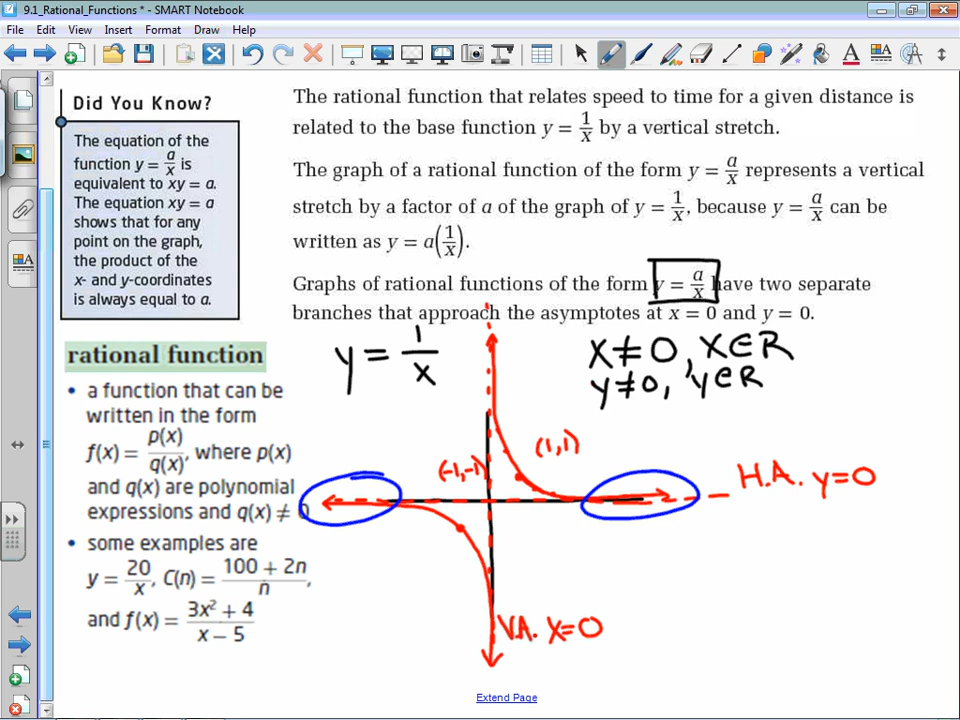 9.1_Rational_Functions * - SMART Notebook
File Edit View Insert Format Draw Help
Did You Know?
The equation of the
function y = a/x is
equivalent to xy = a.
The equation xy = a
shows that for any
point on the graph,
the product of the
x- and y-coordinates
is always equal to a.
rational function
• a function that can be
written in the form
f(x) = p(x)/q(x), where p(x)
and q(x) are polynomial
expressions and q(x) ≠ 0
• some examples are
y = 20/x, C(n) = (100 + 2n)/n,
and f(x) = (3x² + 4)/(x − 5)
The rational function that relates speed to time for a given distance is
related to the base function y = 1/x by a vertical stretch.
The graph of a rational function of the form y = a/x represents a vertical
stretch by a factor of a of the graph of y = 1/x, because y = a/x can be
written as y = a(1/x).
Graphs of rational functions of the form y = a/x have two separate
branches that approach the asymptotes at x = 0 and y = 0.
y = 1/x
x ≠ 0, x ∈ R
y ≠ 0, y ∈ R
(1,1)
(-1,-1)
H.A. y=0
V.A. x=0
Extend Page